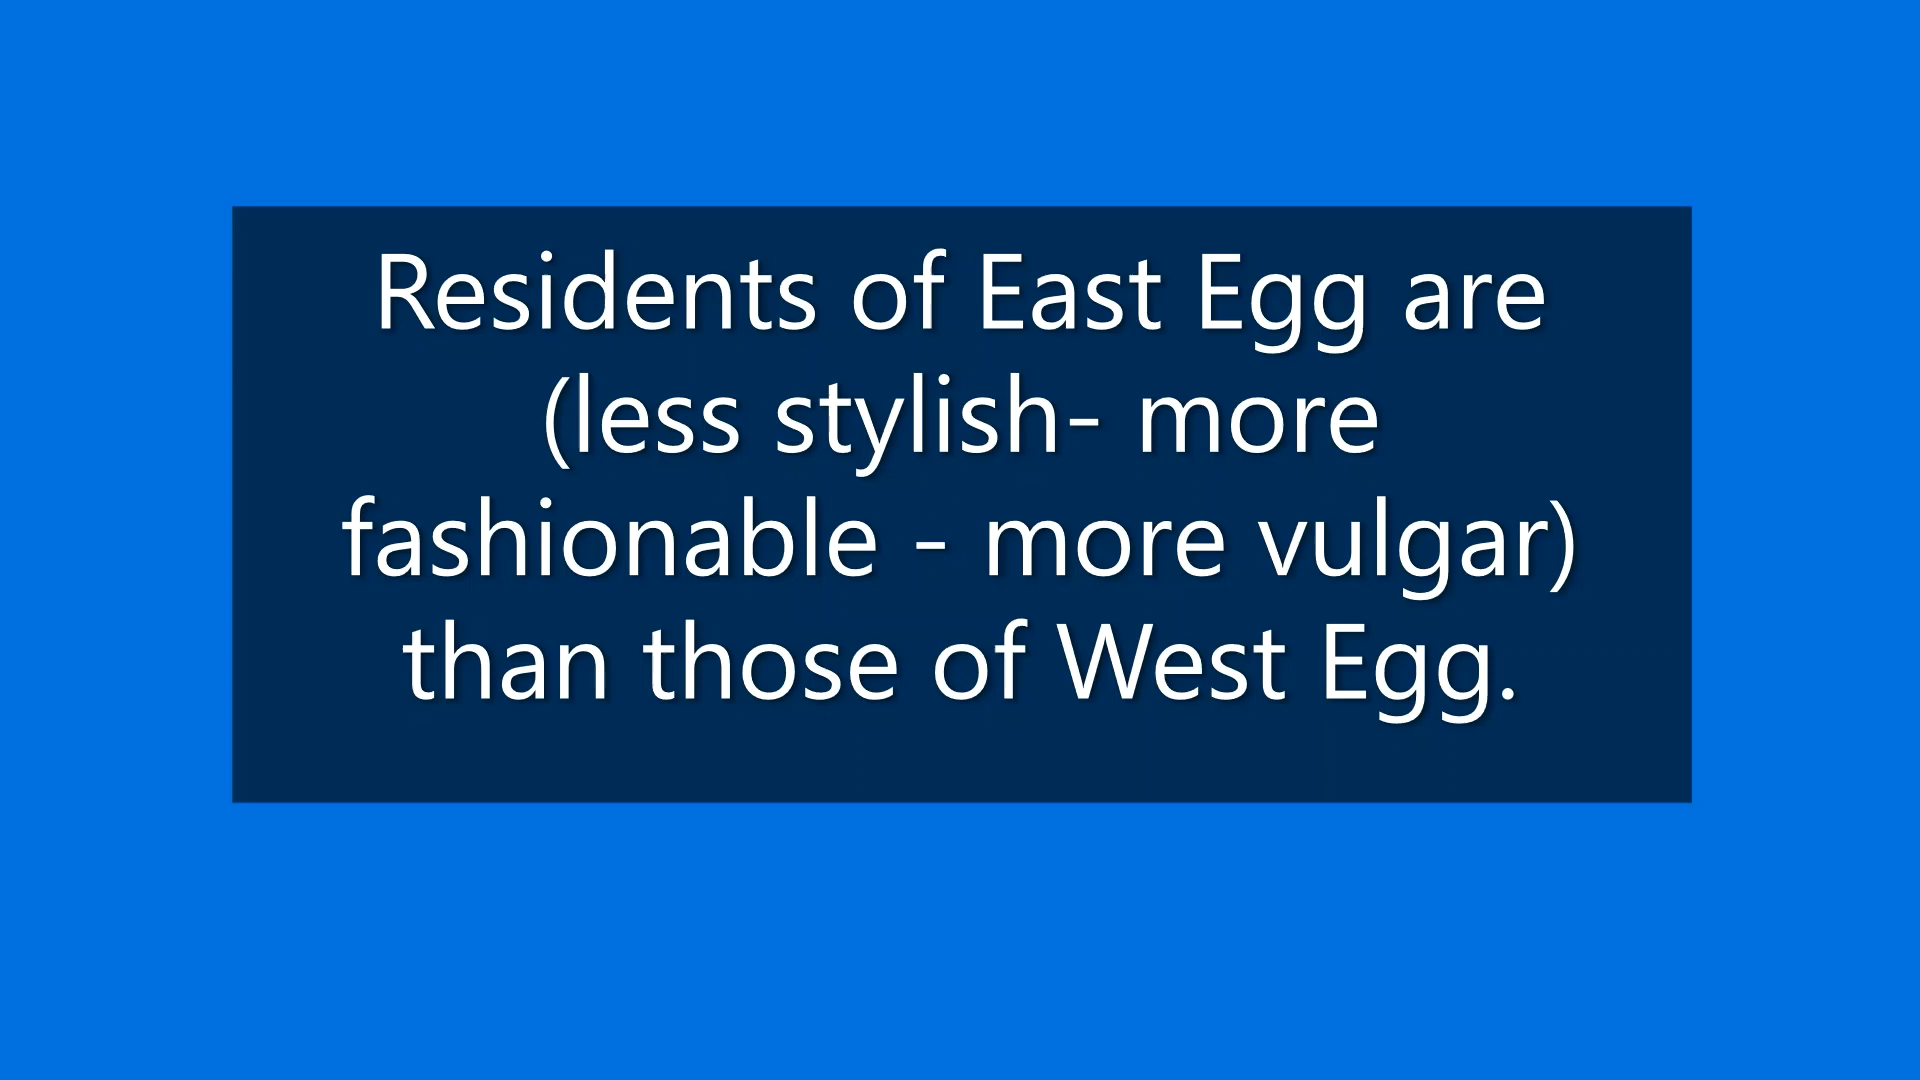 Residents of East Egg are
(less stylish- more
fashionable - more vulgar)
than those of West Egg.